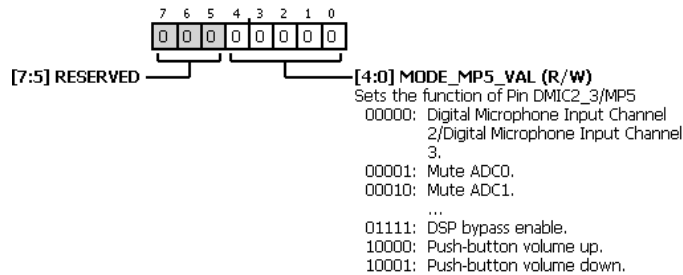 7 6 5 4 3 2 1 0
0 0 0 0 0 0 0 0
[7:5] RESERVED
[4:0] MODE_MP5_VAL (R/W)
Sets the function of Pin DMIC2_3/MP5
00000: Digital Microphone Input Channel
2/Digital Microphone Input Channel
3.
00001: Mute ADC0.
00010: Mute ADC1.
...
01111: DSP bypass enable.
10000: Push-button volume up.
10001: Push-button volume down.